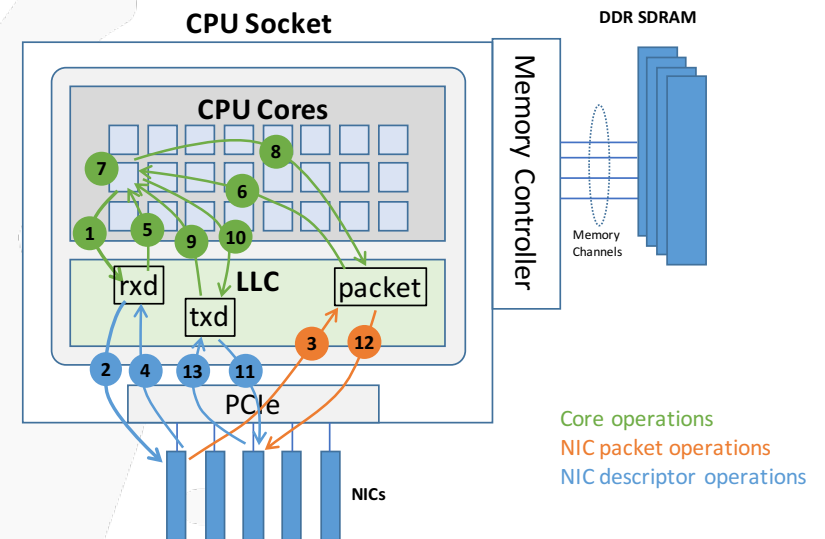 CPU Socket
DDR SDRAM
CPU Cores
Memory Controller
8
7
6
1
5
9
10
Memory
Channels
rxd
LLC
txd
packet
2
4
13
11
3
12
PCIe
Core operations
NIC packet operations
NIC descriptor operations
NICs